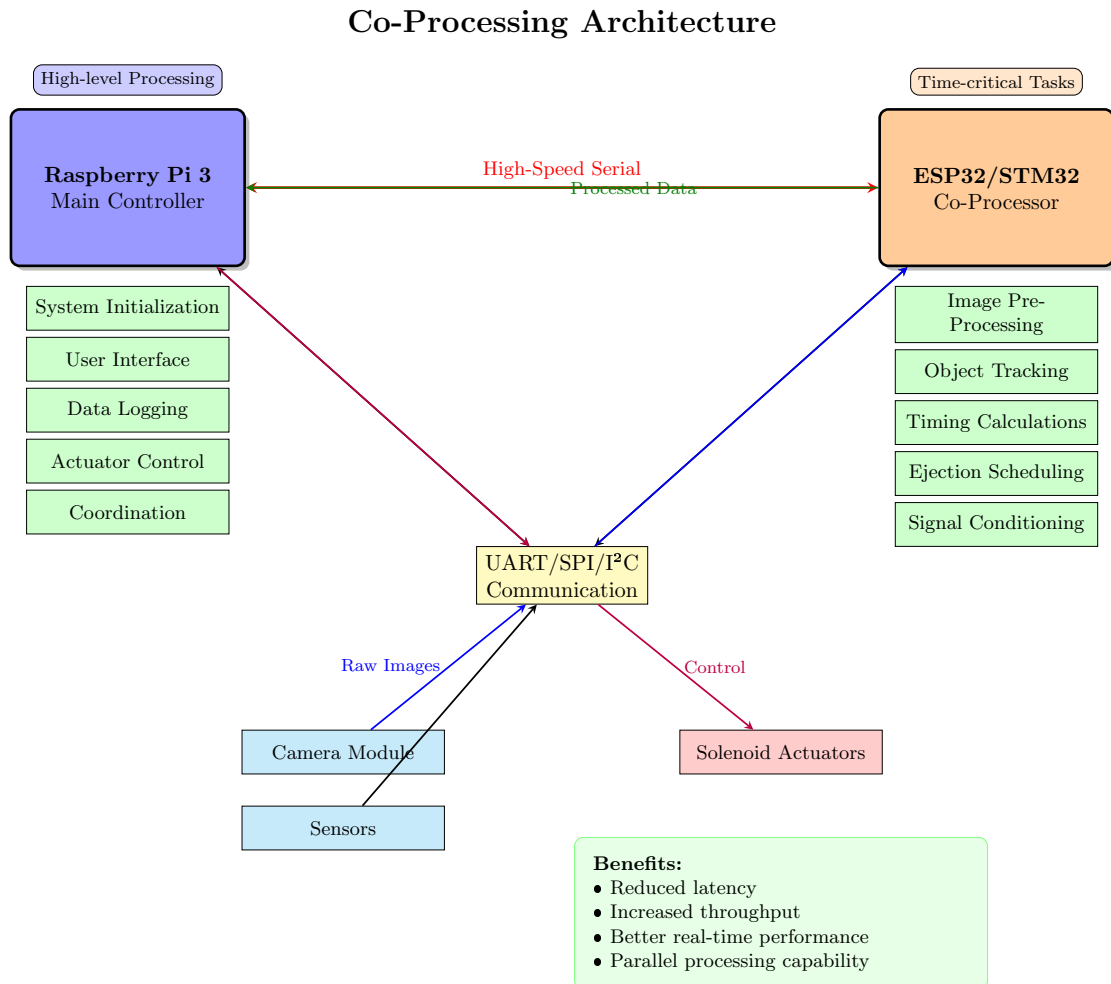 Co-Processing Architecture
High-level Processing
Time-critical Tasks
Raspberry Pi 3
Main Controller
High-Speed Serial
Processed Data
ESP32/STM32
Co-Processor
System Initialization
User Interface
Data Logging
Actuator Control
Coordination
Image Pre-
Processing
Object Tracking
Timing Calculations
Ejection Scheduling
Signal Conditioning
UART/SPI/I²C
Communication
Raw Images
Control
Camera Module
Solenoid Actuators
Sensors
Benefits:
• Reduced latency
• Increased throughput
• Better real-time performance
• Parallel processing capability